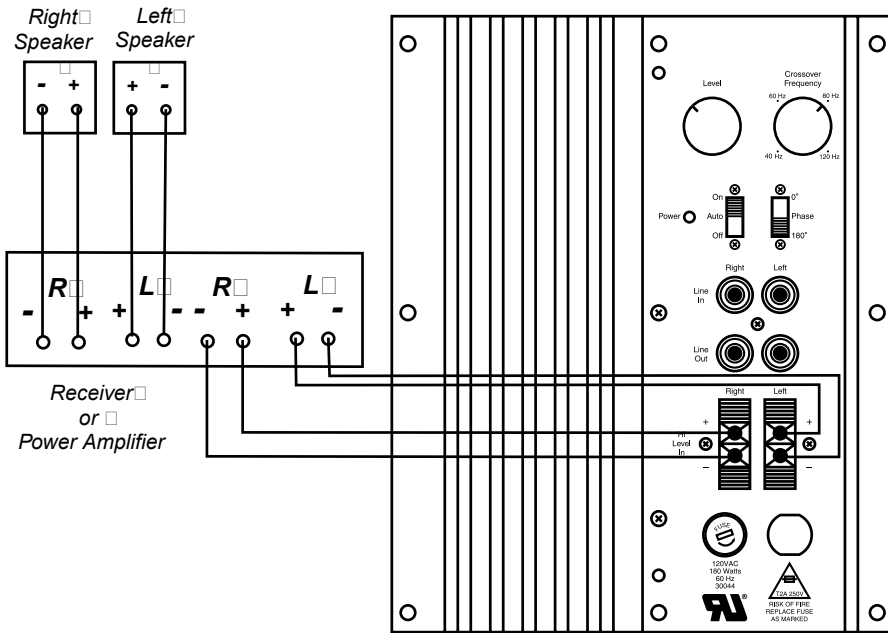 Right
Speaker
Left
Speaker
- +
+ -
R L R L
- + + - - + + -
Receiver
or
Power Amplifier
Level
Crossover
Frequency
60 Hz 80 Hz
40 Hz 120 Hz
Power
On
Auto
Off
0°
Phase
180°
Right Left
Line
In
Line
Out
Right Left
+ +
Hi
Level
In
– –
FUSE
120VAC
180 Watts
60 Hz
30044
T2A 250V
RISK OF FIRE
REPLACE FUSE
AS MARKED
®